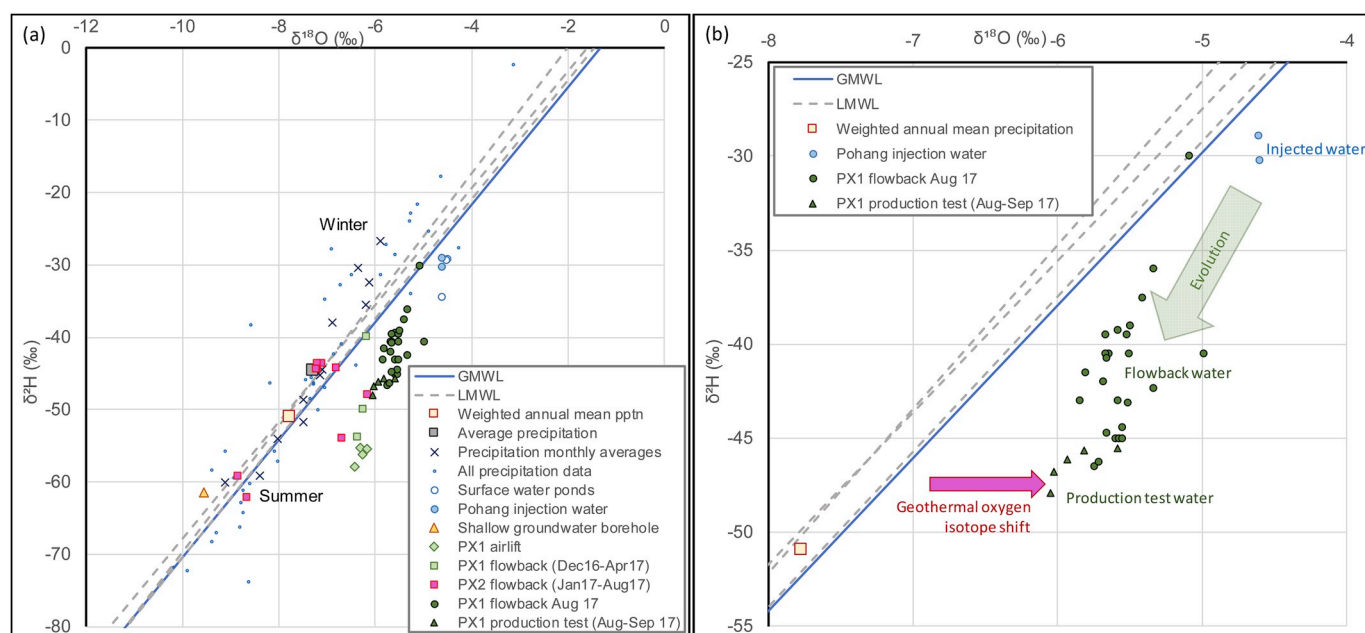 (a)
-12
-10
-8
-6
-4
-2
0
δ¹⁸O (‰)
0
-10
-20
-30
-40
-50
-60
-70
-80
δ²H (‰)
Winter
Summer
GMWL
LMWL
Weighted annual mean pptn
Average precipitation
Precipitation monthly averages
All precipitation data
Surface water ponds
Pohang injection water
Shallow groundwater borehole
PX1 airlift
PX1 flowback (Dec16-Apr17)
PX2 flowback (Jan17-Aug17)
PX1 flowback Aug 17
PX1 production test (Aug-Sep 17)
(b)
-8
-7
-6
-5
-4
δ¹⁸O (‰)
-25
-30
-35
-40
-45
-50
-55
δ²H (‰)
GMWL
LMWL
Weighted annual mean precipitation
Pohang injection water
PX1 flowback Aug 17
PX1 production test (Aug-Sep 17)
Injected water
Evolution
Flowback water
Production test water
Geothermal oxygen
isotope shift